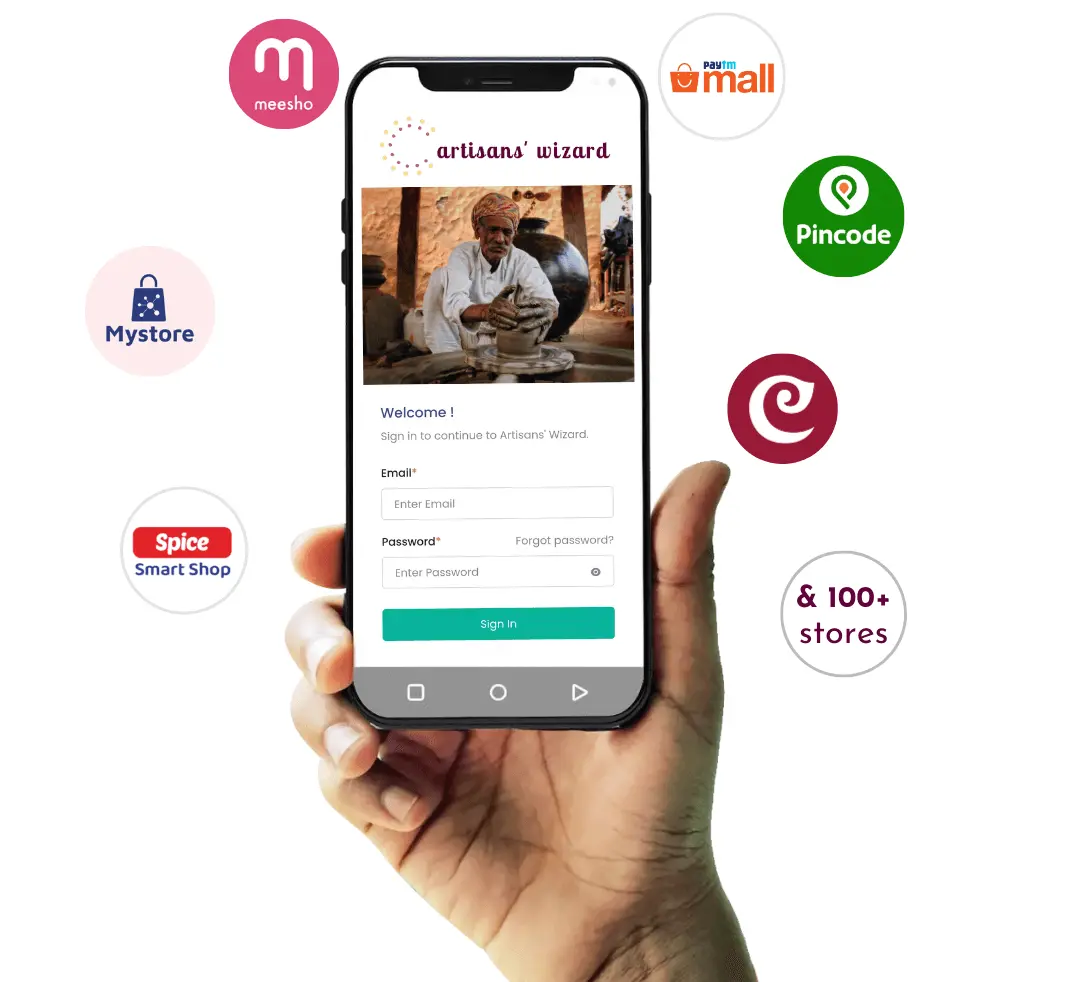 meesho
paytm
mall
Pincode
Mystore
Spice
Smart Shop
& 100+
stores
artisans' wizard
Welcome !
Sign in to continue to Artisans' Wizard.
Email*
Enter Email
Password*
Forgot password?
Enter Password
Sign In